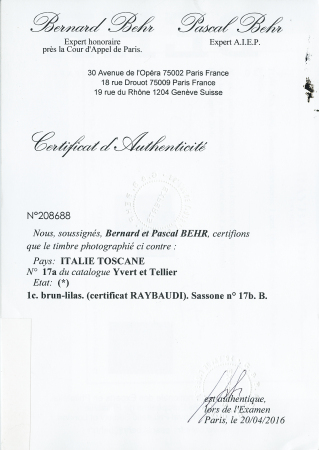 Bernard Behr Pascal Behr
Expert honoraire Expert A.I.E.P.
près la Cour d'Appel de Paris.
30 Avenue de l'Opéra 75002 Paris France
18 rue Drouot 75009 Paris France
19 rue du Rhône 1204 Genève Suisse
Certificat d'Authenticité
N°208688
Nous, soussignés, Bernard et Pascal BEHR, certifions
que le timbre photographié ci contre :
Pays: ITALIE TOSCANE
N° 17a du catalogue Yvert et Tellier
Etat: (*)
1c. brun-lilas. (certificat RAYBAUDI). Sassone n° 17b. B.
est authentique,
lors de l'Examen
Paris, le 20/04/2016